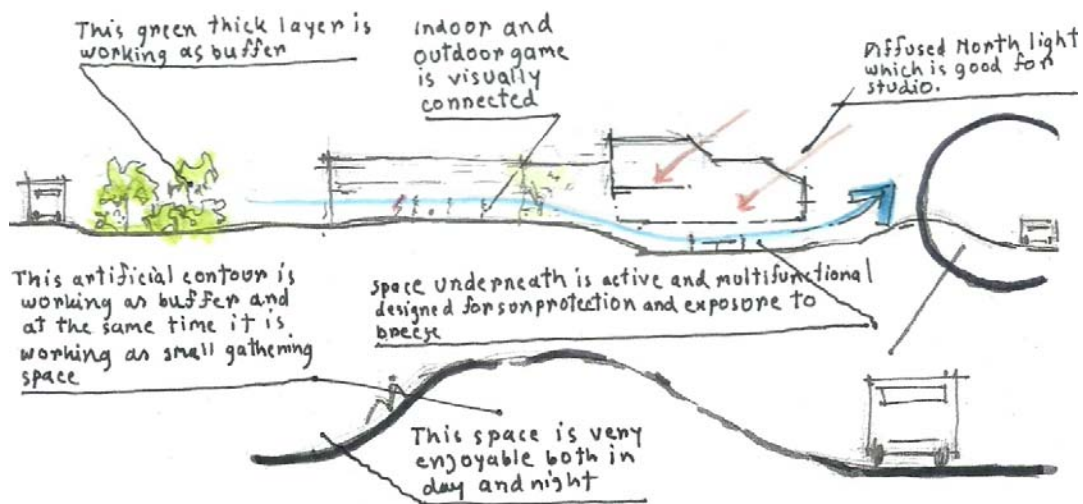 This green thick layer is
working as buffer
indoor and
outdoor game
is visually
connected
Diffused North light
which is good for
studio.
This artificial contour is
working as buffer and
at the same time it is
working as small gathering
space
space underneath is active and multifunctional
designed for sunprotection and exposure to
breeze
This space is very
enjoyable both in
day and night